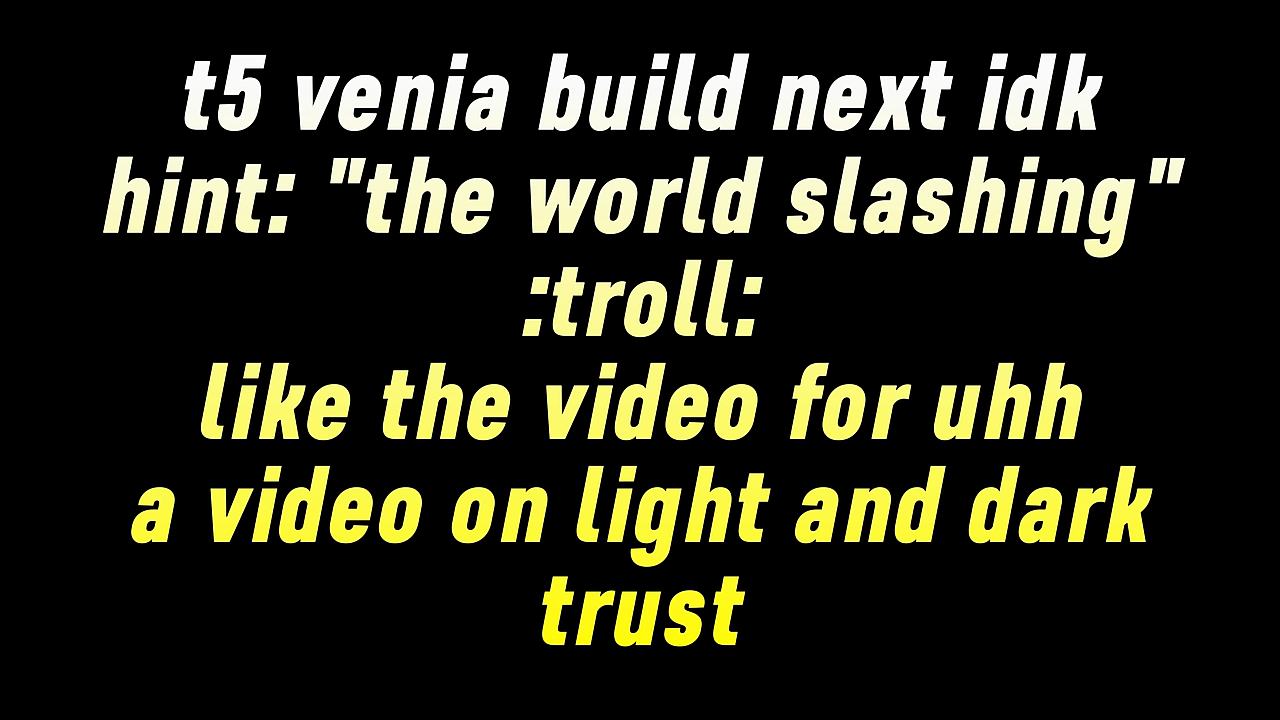 t5 venia build next idk
hint: "the world slashing"
:troll:
like the video for uhh
a video on light and dark
trust